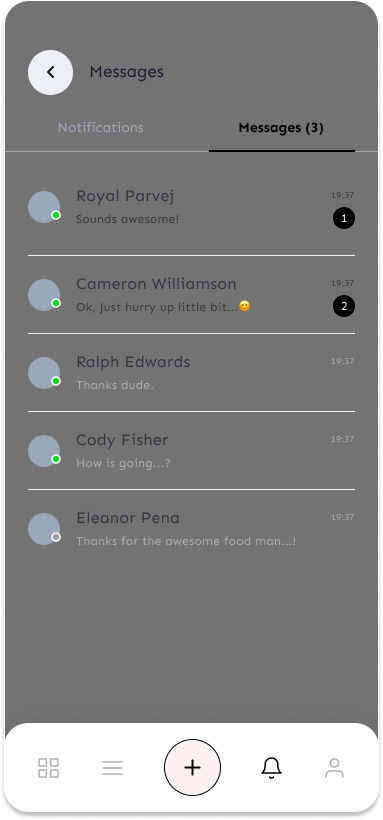 Messages
Notifications
Messages (3)
Royal Parvej
19:37
Sounds awesome!
1
Cameron Williamson
19:37
Ok, Just hurry up little bit...😊
2
Ralph Edwards
19:37
Thanks dude.
Cody Fisher
19:37
How is going...?
Eleanor Pena
19:37
Thanks for the awesome food man...!